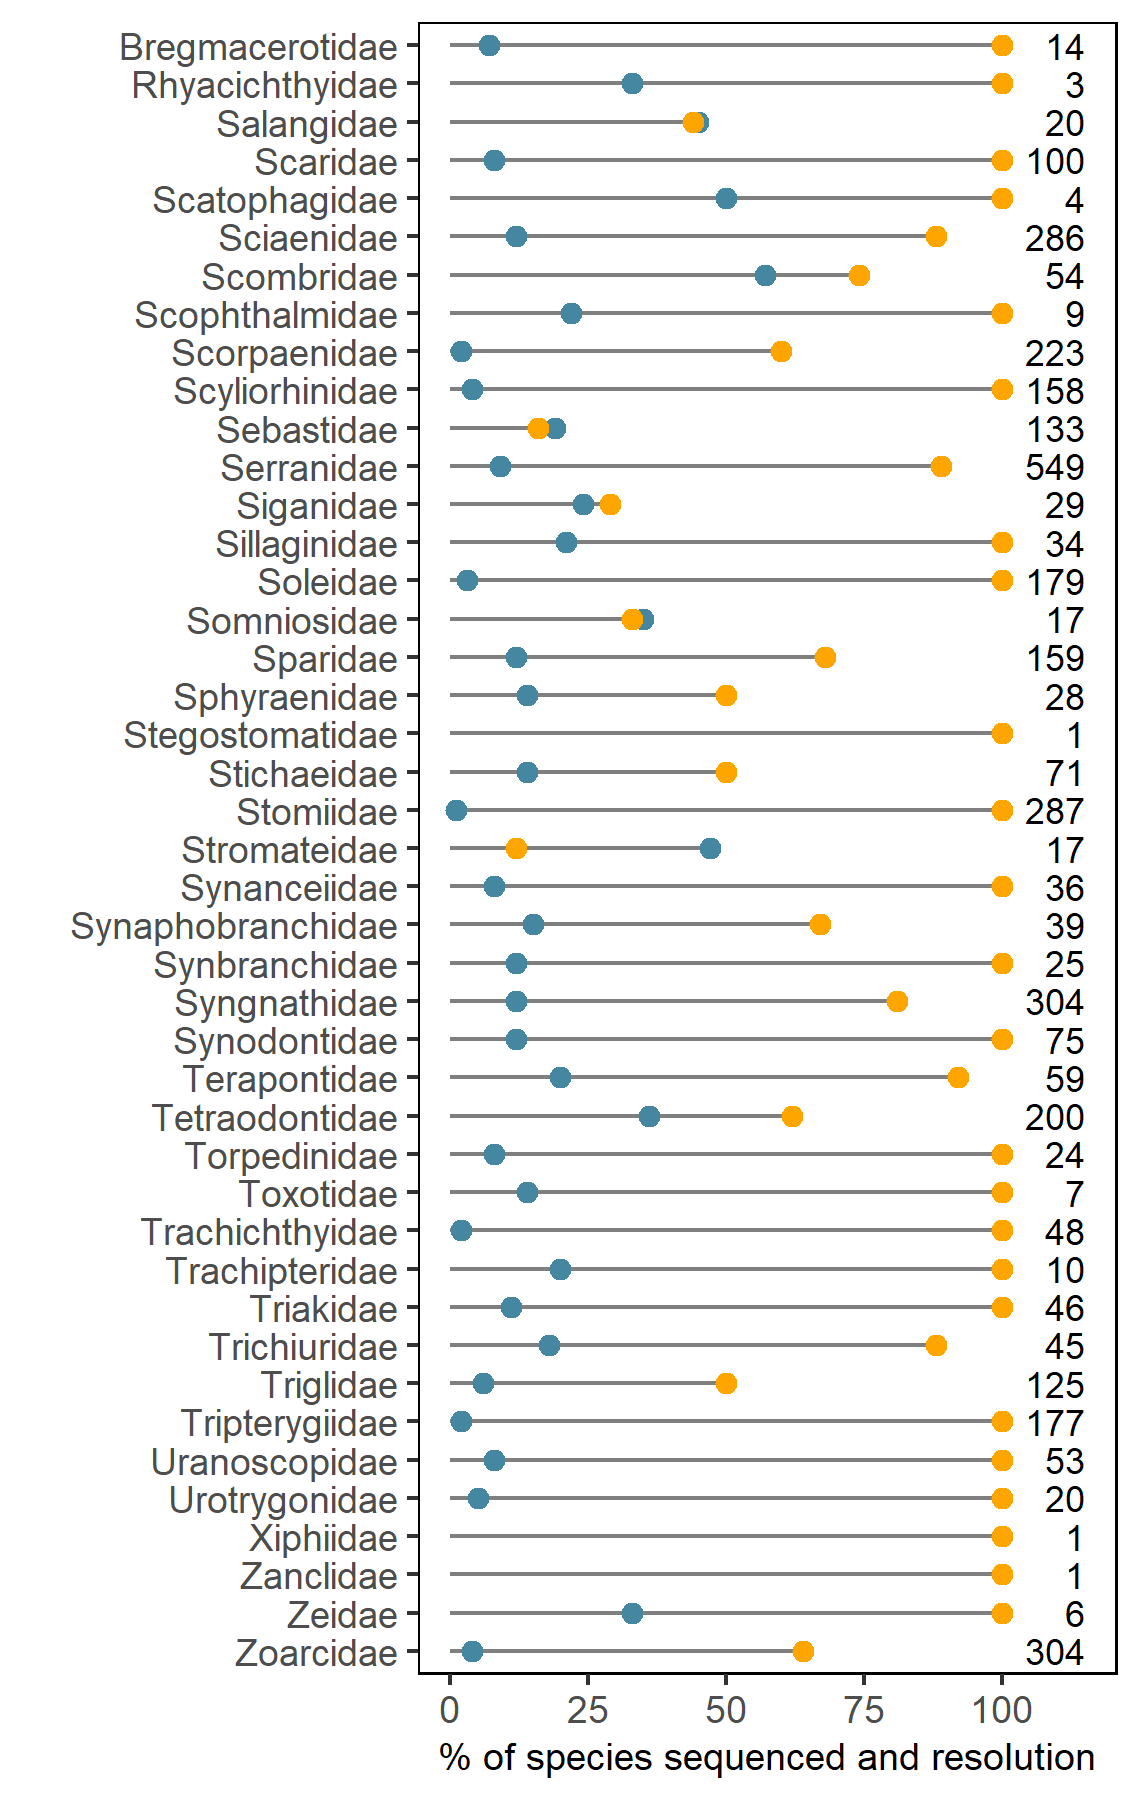 Bregmacerotidae 14
Rhyacichthyidae 3
Salangidae 20
Scaridae 100
Scatophagidae 4
Sciaenidae 286
Scombridae 54
Scophthalmidae 9
Scorpaenidae 223
Scyliorhinidae 158
Sebastidae 133
Serranidae 549
Siganidae 29
Sillaginidae 34
Soleidae 179
Somniosidae 17
Sparidae 159
Sphyraenidae 28
Stegostomatidae 1
Stichaeidae 71
Stomiidae 287
Stromateidae 17
Synanceiidae 36
Synaphobranchidae 39
Synbranchidae 25
Syngnathidae 304
Synodontidae 75
Terapontidae 59
Tetraodontidae 200
Torpedinidae 24
Toxotidae 7
Trachichthyidae 48
Trachipteridae 10
Triakidae 46
Trichiuridae 45
Triglidae 125
Tripterygiidae 177
Uranoscopidae 53
Urotrygonidae 20
Xiphiidae 1
Zanclidae 1
Zeidae 6
Zoarcidae 304
0 25 50 75 100
% of species sequenced and resolution